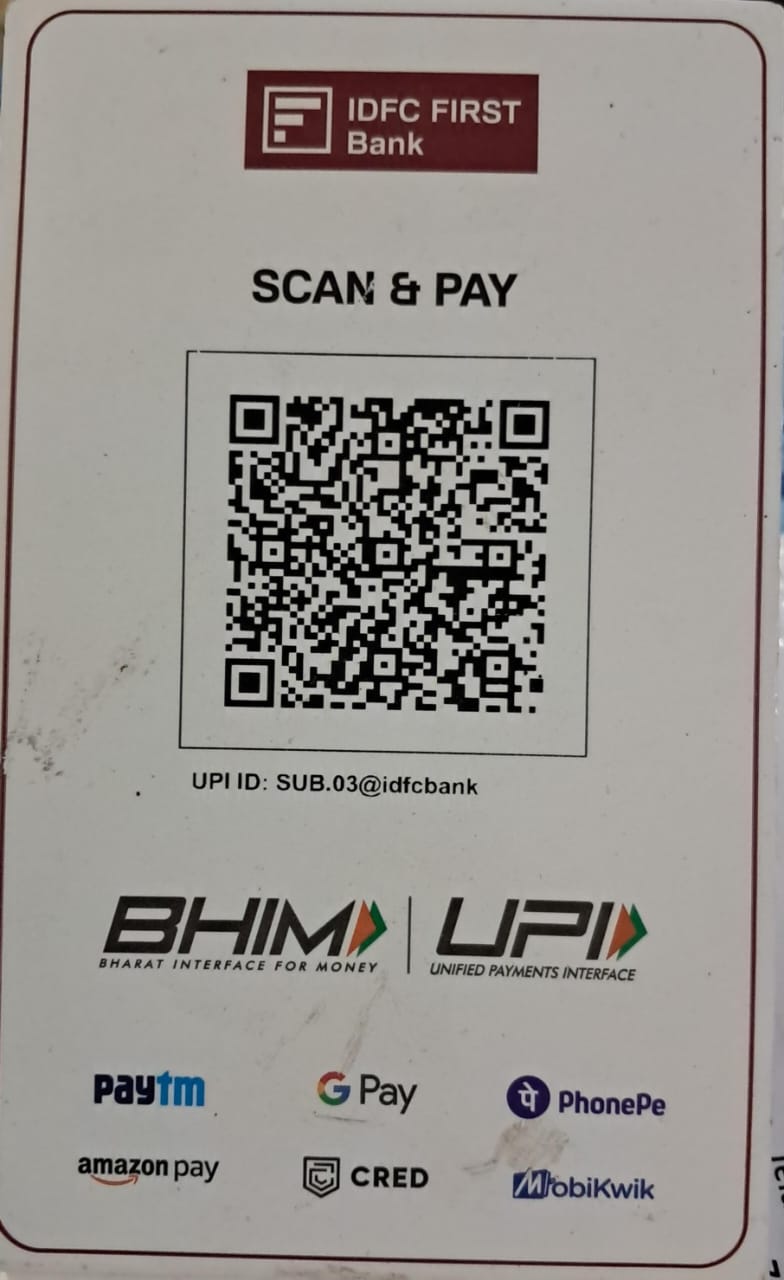 IDFC FIRST
Bank
SCAN & PAY
UPI ID: SUB.03@idfcbank
BHIM UPI
BHARAT INTERFACE FOR MONEY UNIFIED PAYMENTS INTERFACE
paytm G Pay पे PhonePe
amazon pay CRED MobiKwik